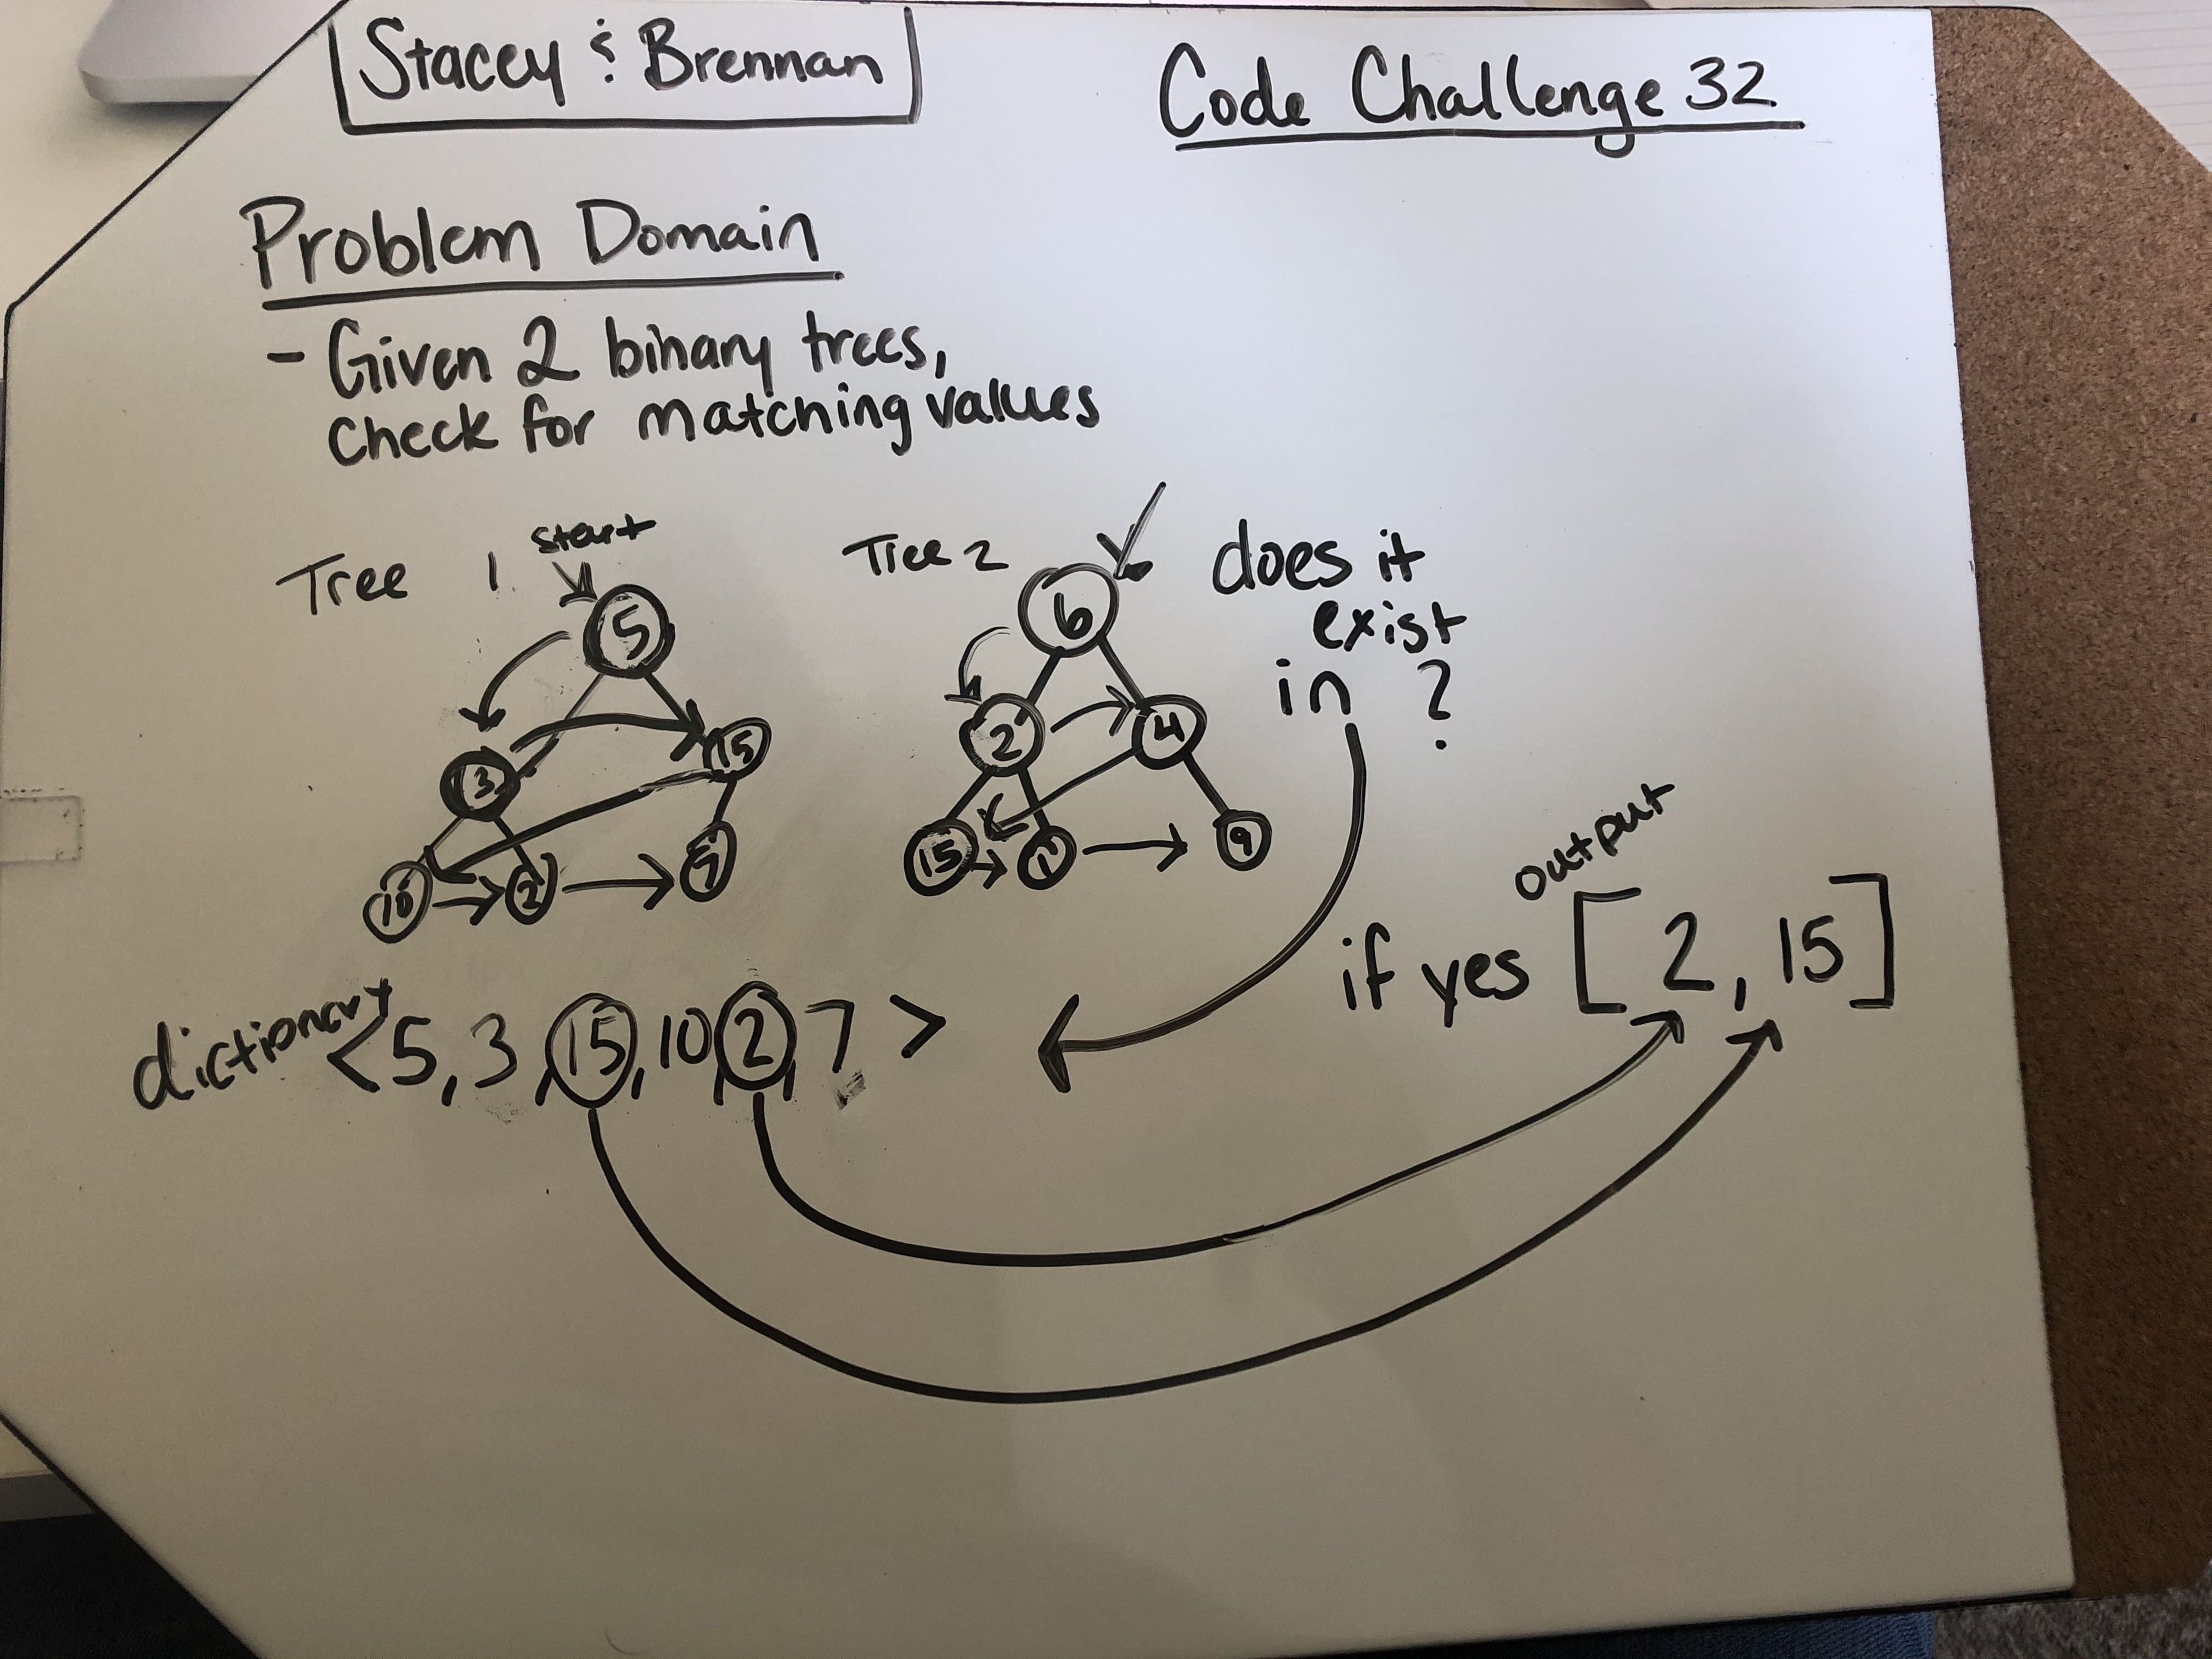 Stacey & Brennan
Code Challenge 32
Problem Domain
- Given 2 binary trees,
Check for matching values
Tree 1
start
5
3
15
10
2
7
Tree 2
6
2
4
15
1
9
does it
exist
in ?
output
if yes [2, 15]
dictionary
<5, 3, 15, 10, 2, 7>